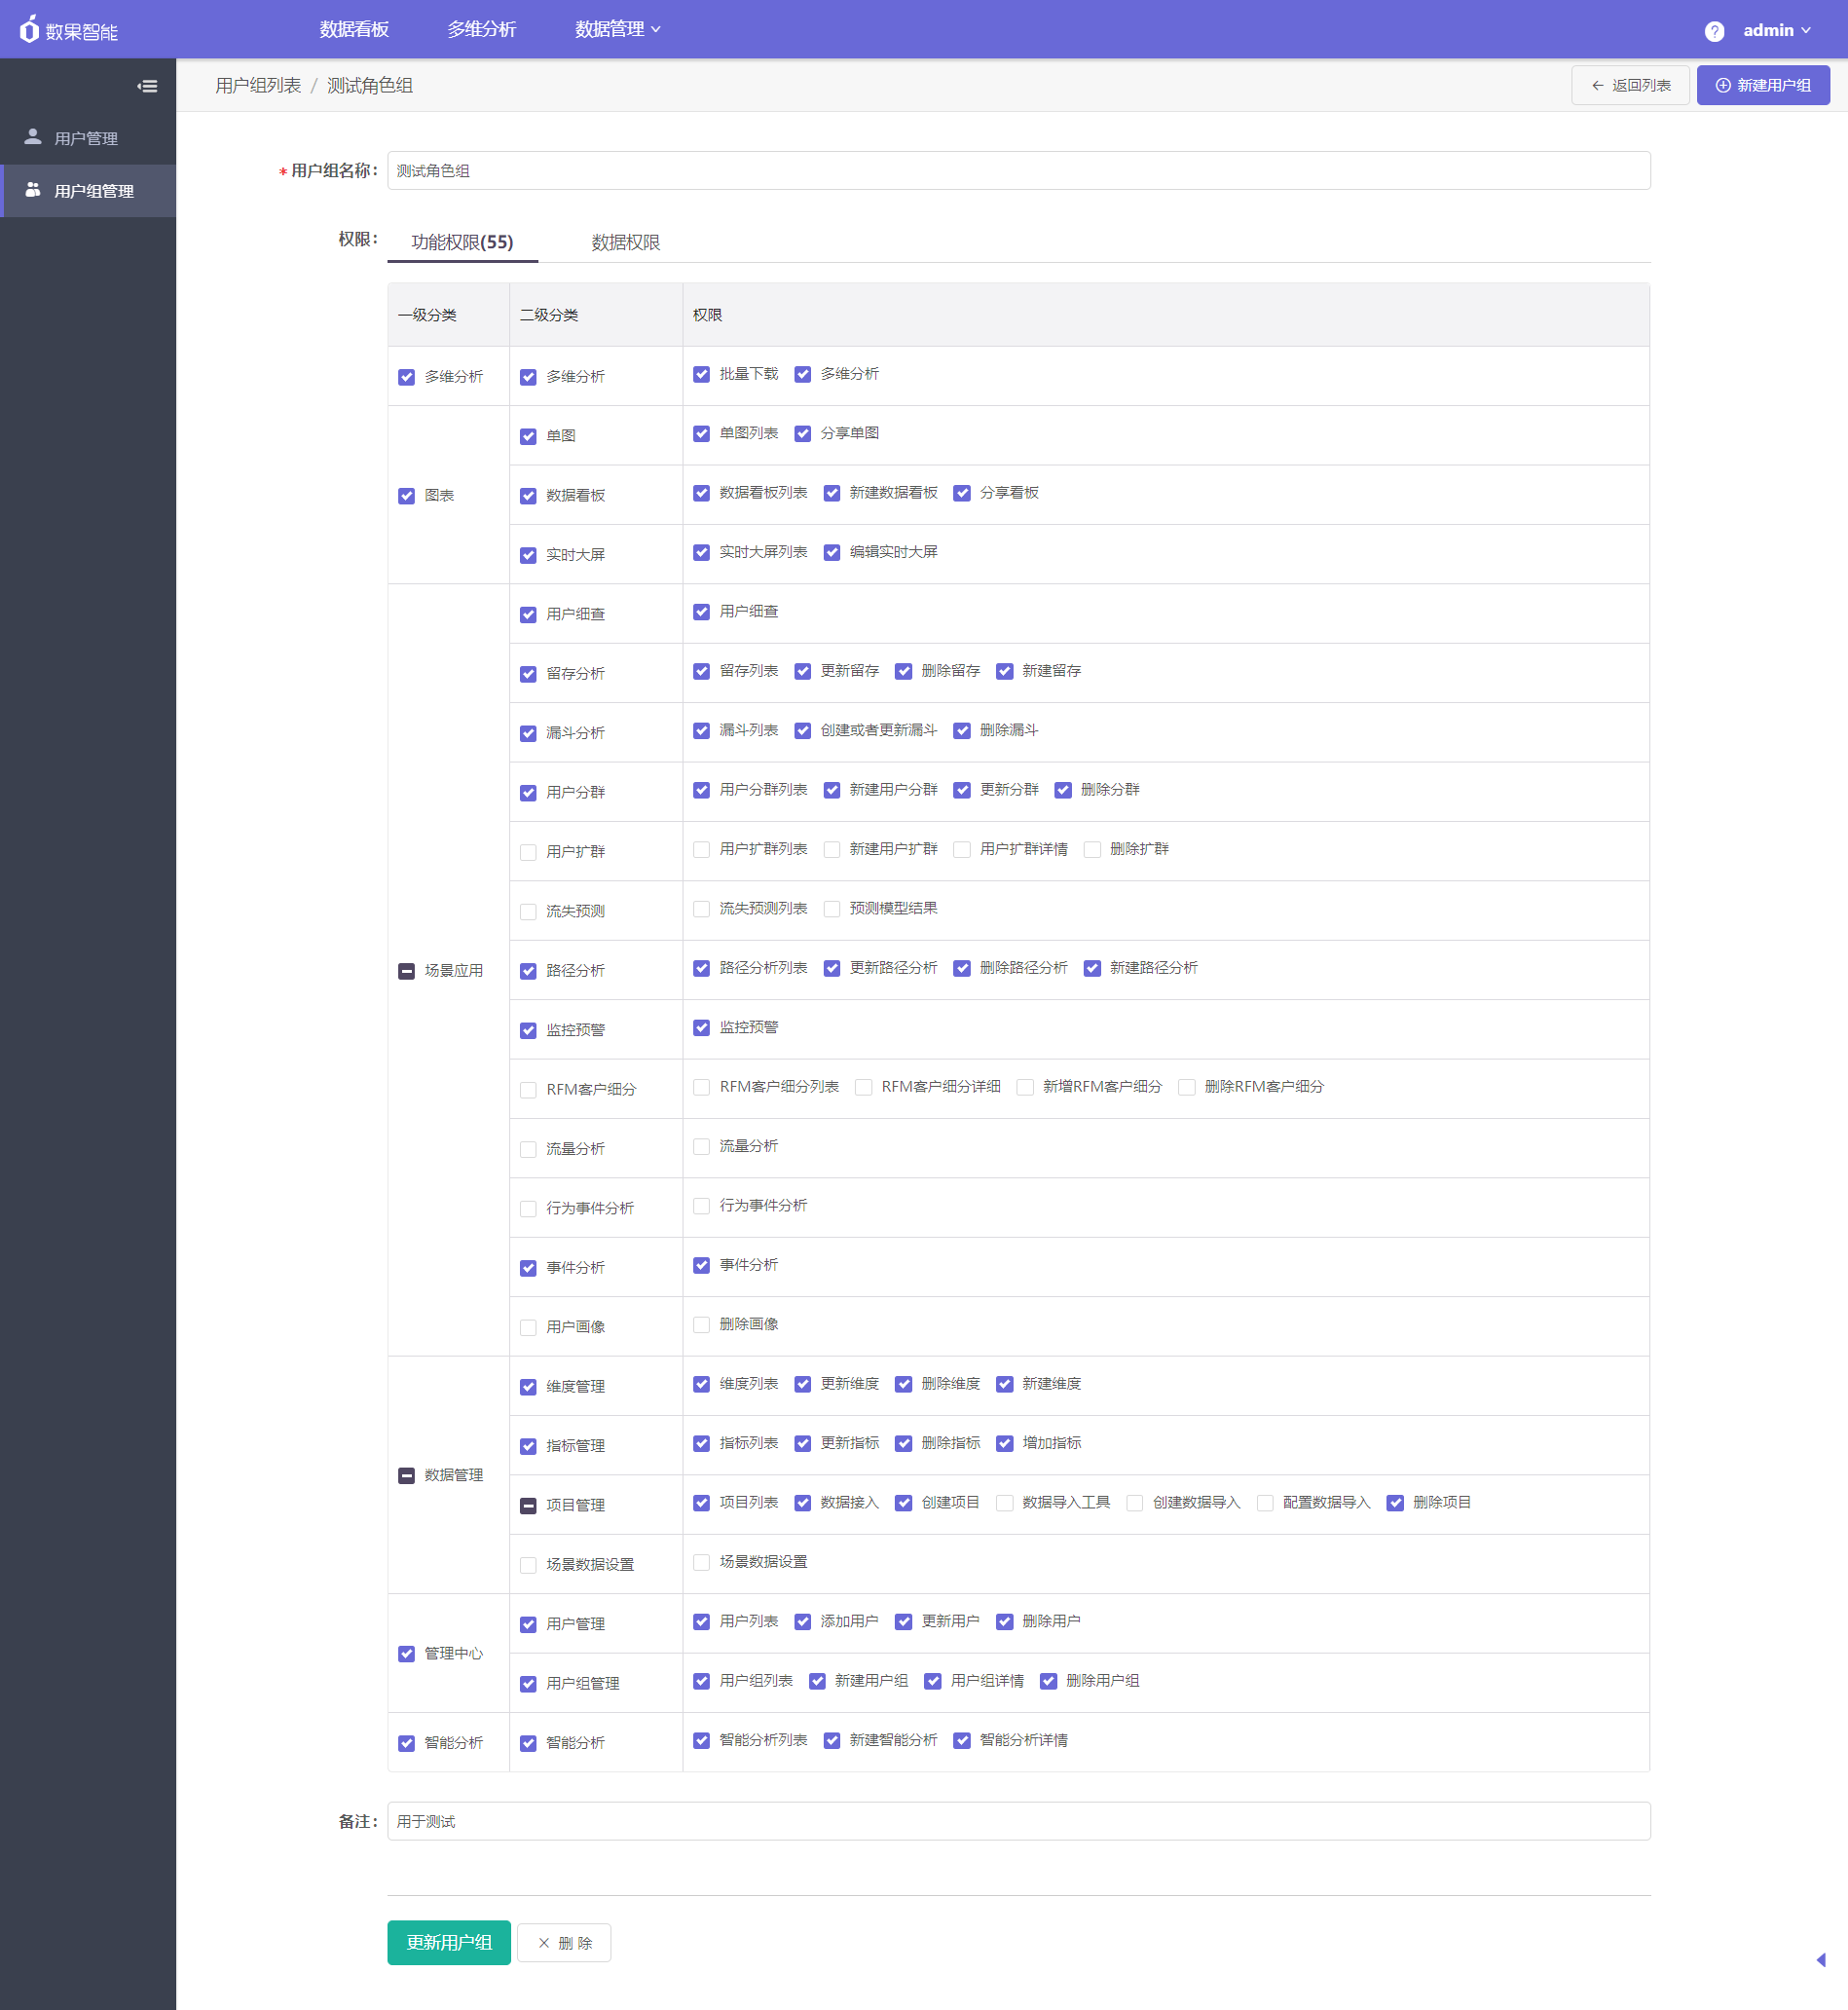 数果智能 数据看板 多维分析 数据管理 ? admin
用户组列表 / 测试角色组 返回列表 新建用户组
用户管理
用户组管理
* 用户组名称: 测试角色组
权限: 功能权限(55) 数据权限
一级分类 二级分类 权限
多维分析 多维分析 批量下载 多维分析
单图 单图列表 分享单图
图表 数据看板 数据看板列表 新建数据看板 分享看板
实时大屏 实时大屏列表 编辑实时大屏
用户细查 用户细查
留存分析 留存列表 更新留存 删除留存 新建留存
漏斗分析 漏斗列表 创建或者更新漏斗 删除漏斗
用户分群 用户分群列表 新建用户分群 更新分群 删除分群
用户扩群 用户扩群列表 新建用户扩群 用户扩群详情 删除扩群
流失预测 流失预测列表 预测模型结果
场景应用 路径分析 路径分析列表 更新路径分析 删除路径分析 新建路径分析
监控预警 监控预警
RFM客户细分 RFM客户细分列表 RFM客户细分详细 新增RFM客户细分 删除RFM客户细分
流量分析 流量分析
行为事件分析 行为事件分析
事件分析 事件分析
用户画像 删除画像
维度管理 维度列表 更新维度 删除维度 新建维度
指标管理 指标列表 更新指标 删除指标 增加指标
数据管理
项目管理 项目列表 数据接入 创建项目 数据导入工具 创建数据导入 配置数据导入 删除项目
场景数据设置 场景数据设置
用户管理 用户列表 添加用户 更新用户 删除用户
管理中心
用户组管理 用户组列表 新建用户组 用户组详情 删除用户组
智能分析 智能分析 智能分析列表 新建智能分析 智能分析详情
备注: 用于测试
更新用户组 删 除